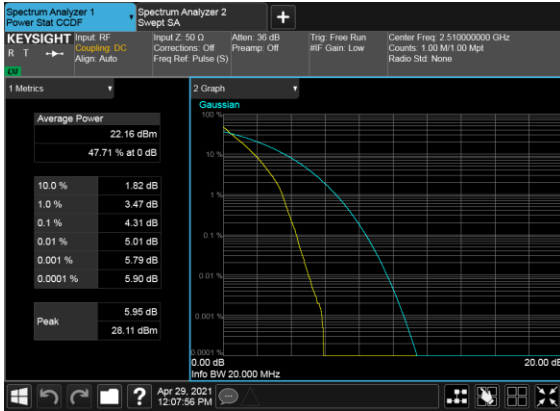 Spectrum Analyzer 1
Power Stat CCDF
Spectrum Analyzer 2
Swept SA
KEYSIGHT
R T
Input: RF
Coupling: DC
Align: Auto
Input Z: 50 Ω
Corrections: Off
Freq Ref: Pulse (S)
Atten: 36 dB
Preamp: Off
Trig: Free Run
#IF Gain: Low
Center Freq: 2.510000000 GHz
Counts: 1.00 M/1.00 Mpt
Radio Std: None
1 Metrics
Average Power
22.16 dBm
47.71 % at 0 dB
10.0 % 1.82 dB
1.0 % 3.47 dB
0.1 % 4.31 dB
0.01 % 5.01 dB
0.001 % 5.79 dB
0.0001 % 5.90 dB
Peak
5.95 dB
28.11 dBm
2 Graph
Gaussian
100 %
10 %
1 %
0.1 %
0.01 %
0.001 %
0.0001 %
0.00 dB
20.00 dB
Info BW 20.000 MHz
?
Apr 29, 2021
12:07:56 PM